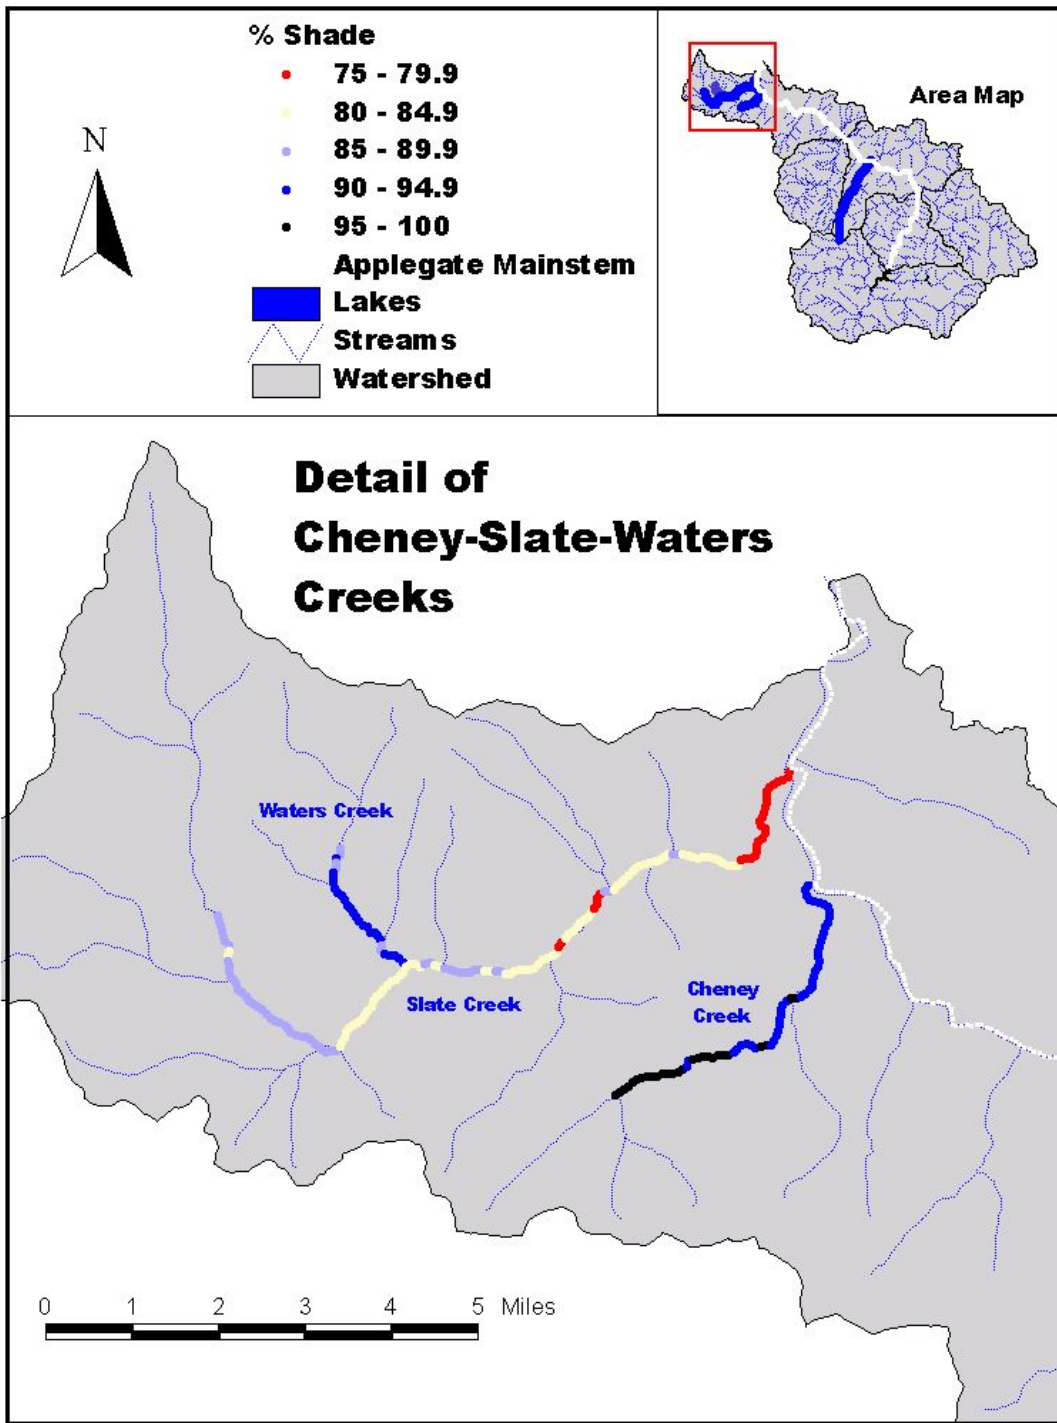 % Shade
75 - 79.9
80 - 84.9
85 - 89.9
90 - 94.9
95 - 100
Applegate Mainstem
Lakes
Streams
Watershed
N
Area Map
Detail of
Cheney-Slate-Waters
Creeks
Waters Creek
Slate Creek
Cheney
Creek
0 1 2 3 4 5 Miles